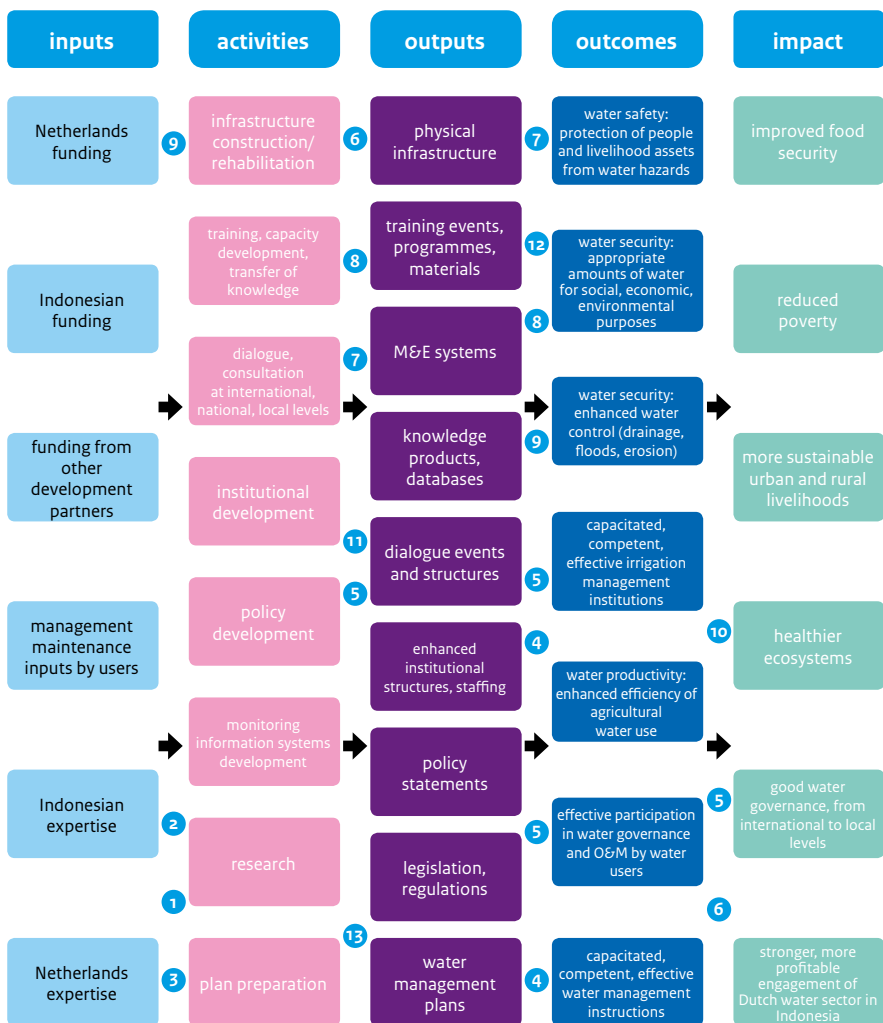 inputs
activities
outputs
outcomes
impact
Netherlands
funding
9
infrastructure
construction/
rehabilitation
6
physical
infrastructure
7
water safety:
protection of people
and livelihood assets
from water hazards
improved food
security
Indonesian
funding
training, capacity
development,
transfer of
knowledge
8
training events,
programmes,
materials
12
water security:
appropriate
amounts of water
for social, economic,
environmental
purposes
reduced
poverty
dialogue,
consultation
at international,
national, local levels
7
M&E systems
8
funding from
other
development
partners
institutional
development
knowledge
products,
databases
9
water security:
enhanced water
control (drainage,
floods, erosion)
more sustainable
urban and rural
livelihoods
11
dialogue events
and structures
5
capacitated,
competent,
effective irrigation
management
institutions
management
maintenance
inputs by users
policy
development
5
enhanced
institutional
structures, staffing
4
water productivity:
enhanced efficiency of
agricultural
water use
10
healthier
ecosystems
monitoring
information systems
development
policy
statements
Indonesian
expertise
2
1
research
legislation,
regulations
5
effective participation
in water governance
and O&M by water
users
5
6
good water
governance, from
international to local
levels
Netherlands
expertise
3
plan preparation
13
water
management
plans
4
capacitated,
competent, effective
water management
instructions
stronger, more
profitable
engagement of
Dutch water sector in
Indonesia